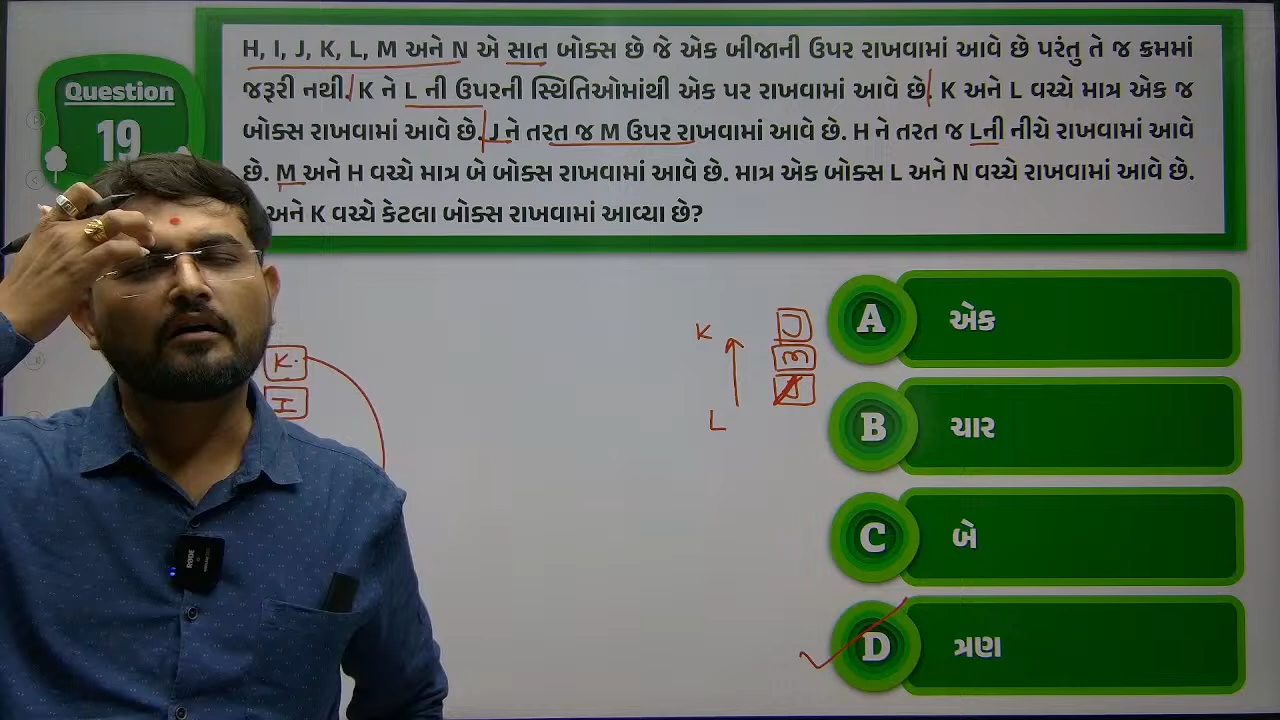 Question
19
H, I, J, K, L, M અને N એ સાત બોક્સ છે જે એક બીજાની ઉપર રાખવામાં આવે છે પરંતુ તે જ ક્રમમાં
જરૂરી નથી. K ને L ની ઉપરની સ્થિતિઓમાંથી એક પર રાખવામાં આવે છે. K અને L વચ્ચે માત્ર એક જ
બોક્સ રાખવામાં આવે છે. J ને તરત જ M ઉપર રાખવામાં આવે છે. H ને તરત જ Lની નીચે રાખવામાં આવે
છે. M અને H વચ્ચે માત્ર બે બોક્સ રાખવામાં આવે છે. માત્ર એક બોક્સ L અને N વચ્ચે રાખવામાં આવે છે.
અને K વચ્ચે કેટલા બોક્સ રાખવામાં આવ્યા છે?
K
I
K
L
A એક
B ચાર
C બે
D ત્રણ
RODE